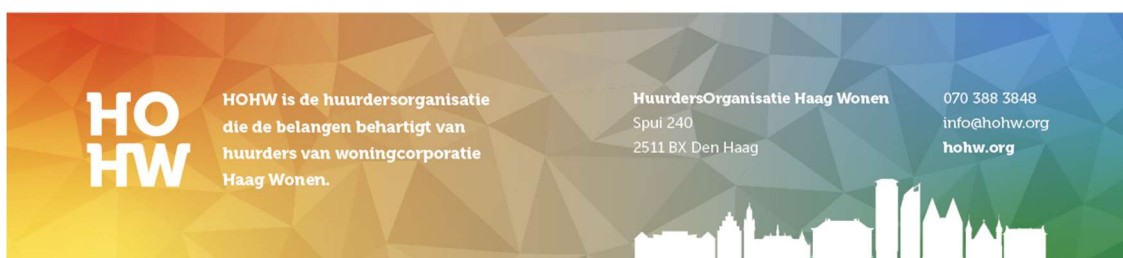 HO
HW
HOHW is de huurdersorganisatie
die de belangen behartigt van
huurders van woningcorporatie
Haag Wonen.
HuurdersOrganisatie Haag Wonen
Spui 240
2511 BX Den Haag
070 388 3848
info@hohw.org
hohw.org